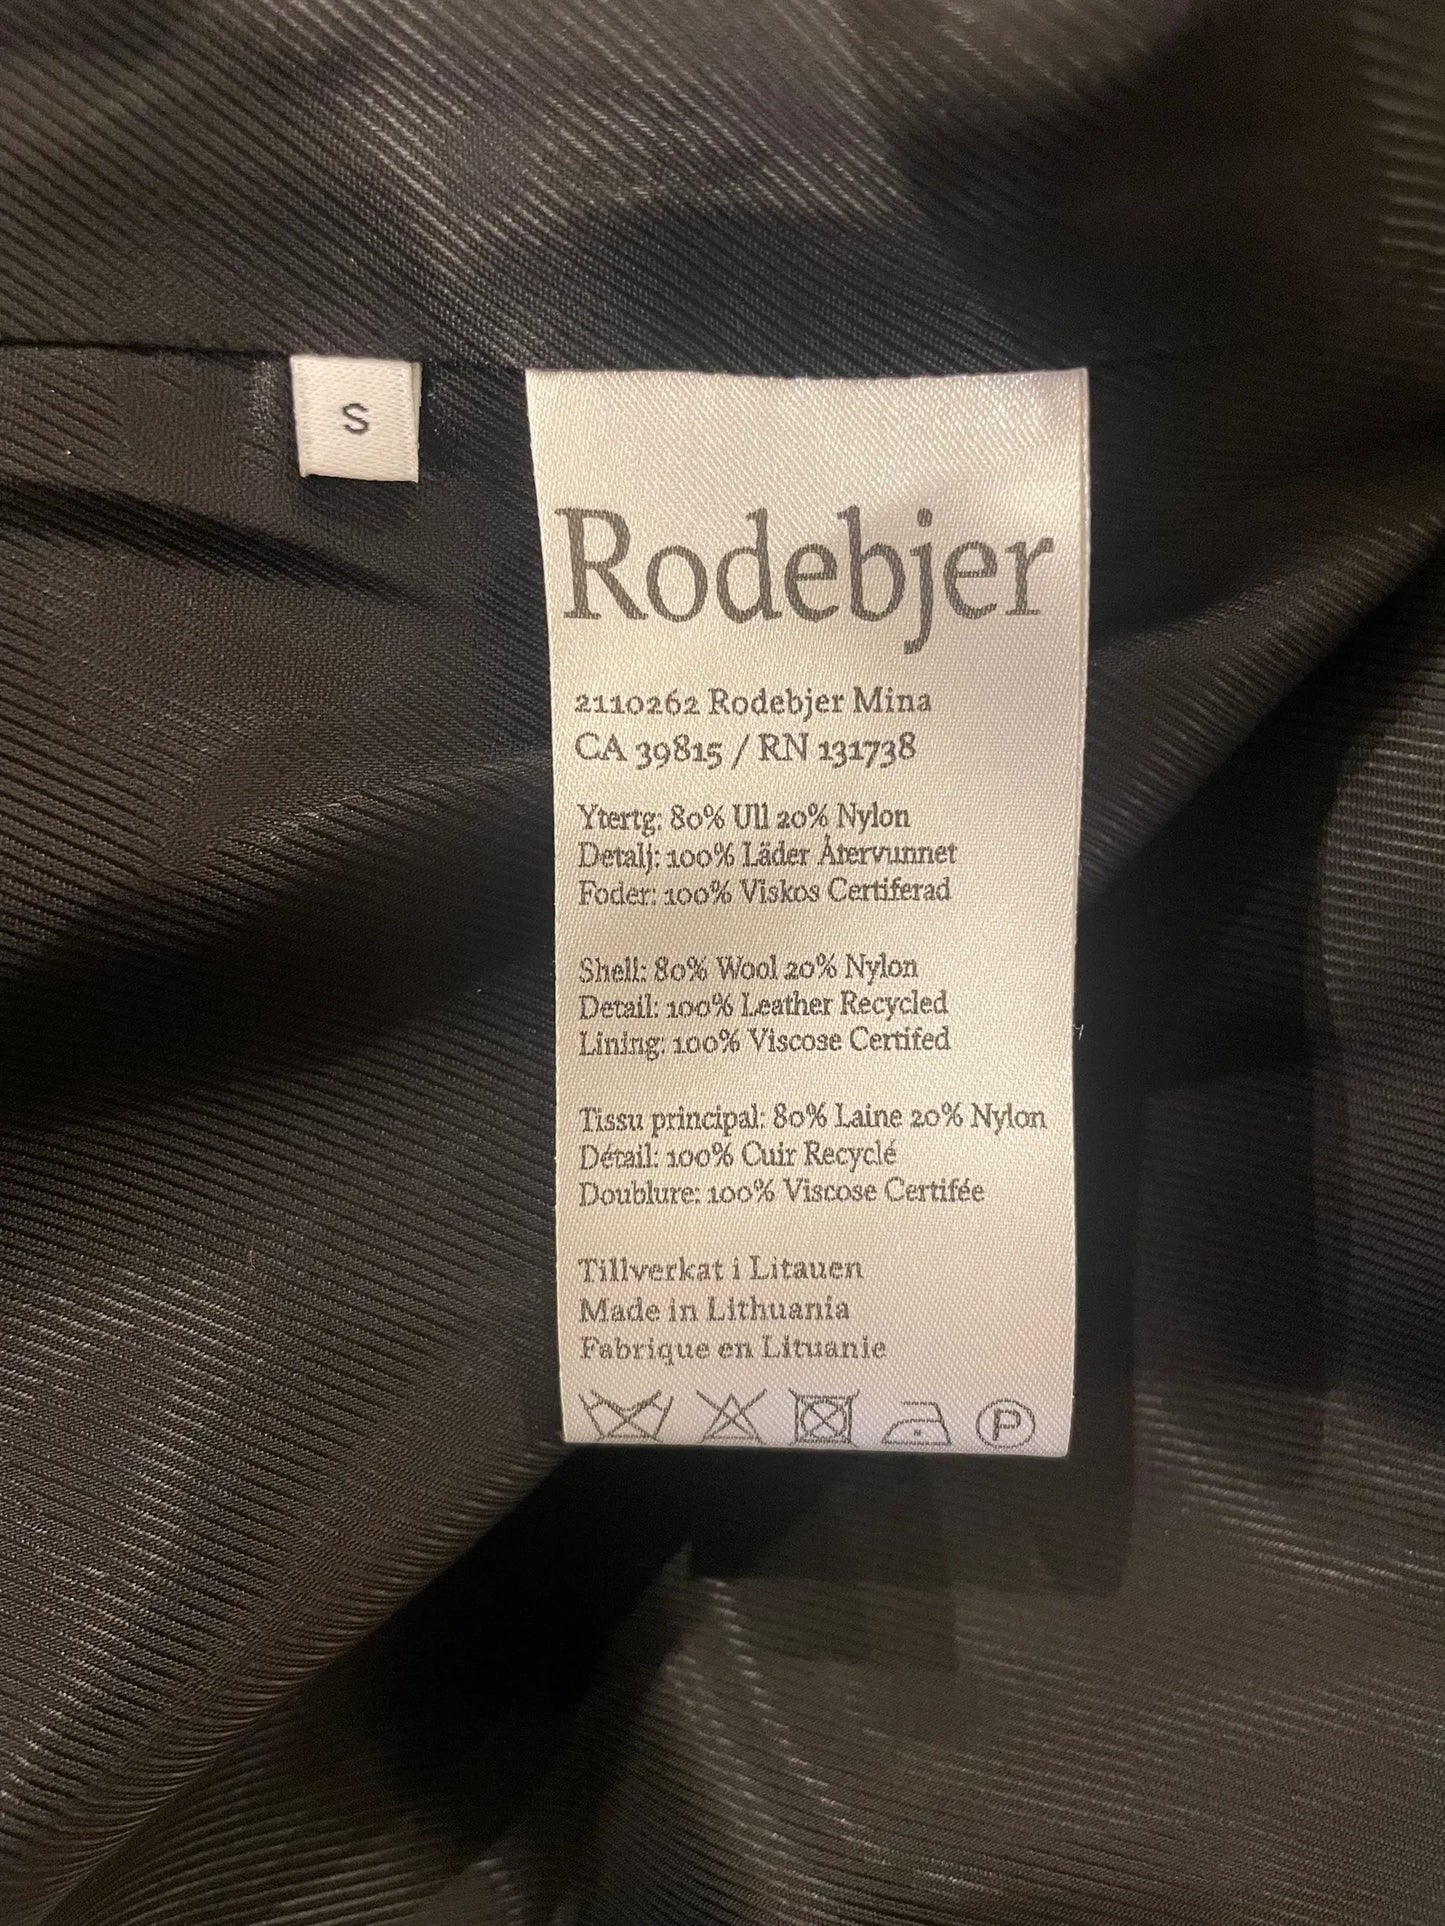 S
Rodebjer
2110262 Rodebjer Mina
CA 39815 / RN 131738
Ytertg: 80% Ull 20% Nylon
Detalj: 100% Läder Återvunnet
Foder: 100% Viskos Certiferad
Shell: 80% Wool 20% Nylon
Detail: 100% Leather Recycled
Lining: 100% Viscose Certifed
Tissu principal: 80% Laine 20% Nylon
Détail: 100% Cuir Recyclé
Doublure: 100% Viscose Certifée
Tillverkat i Litauen
Made in Lithuania
Fabrique en Lituanie
P